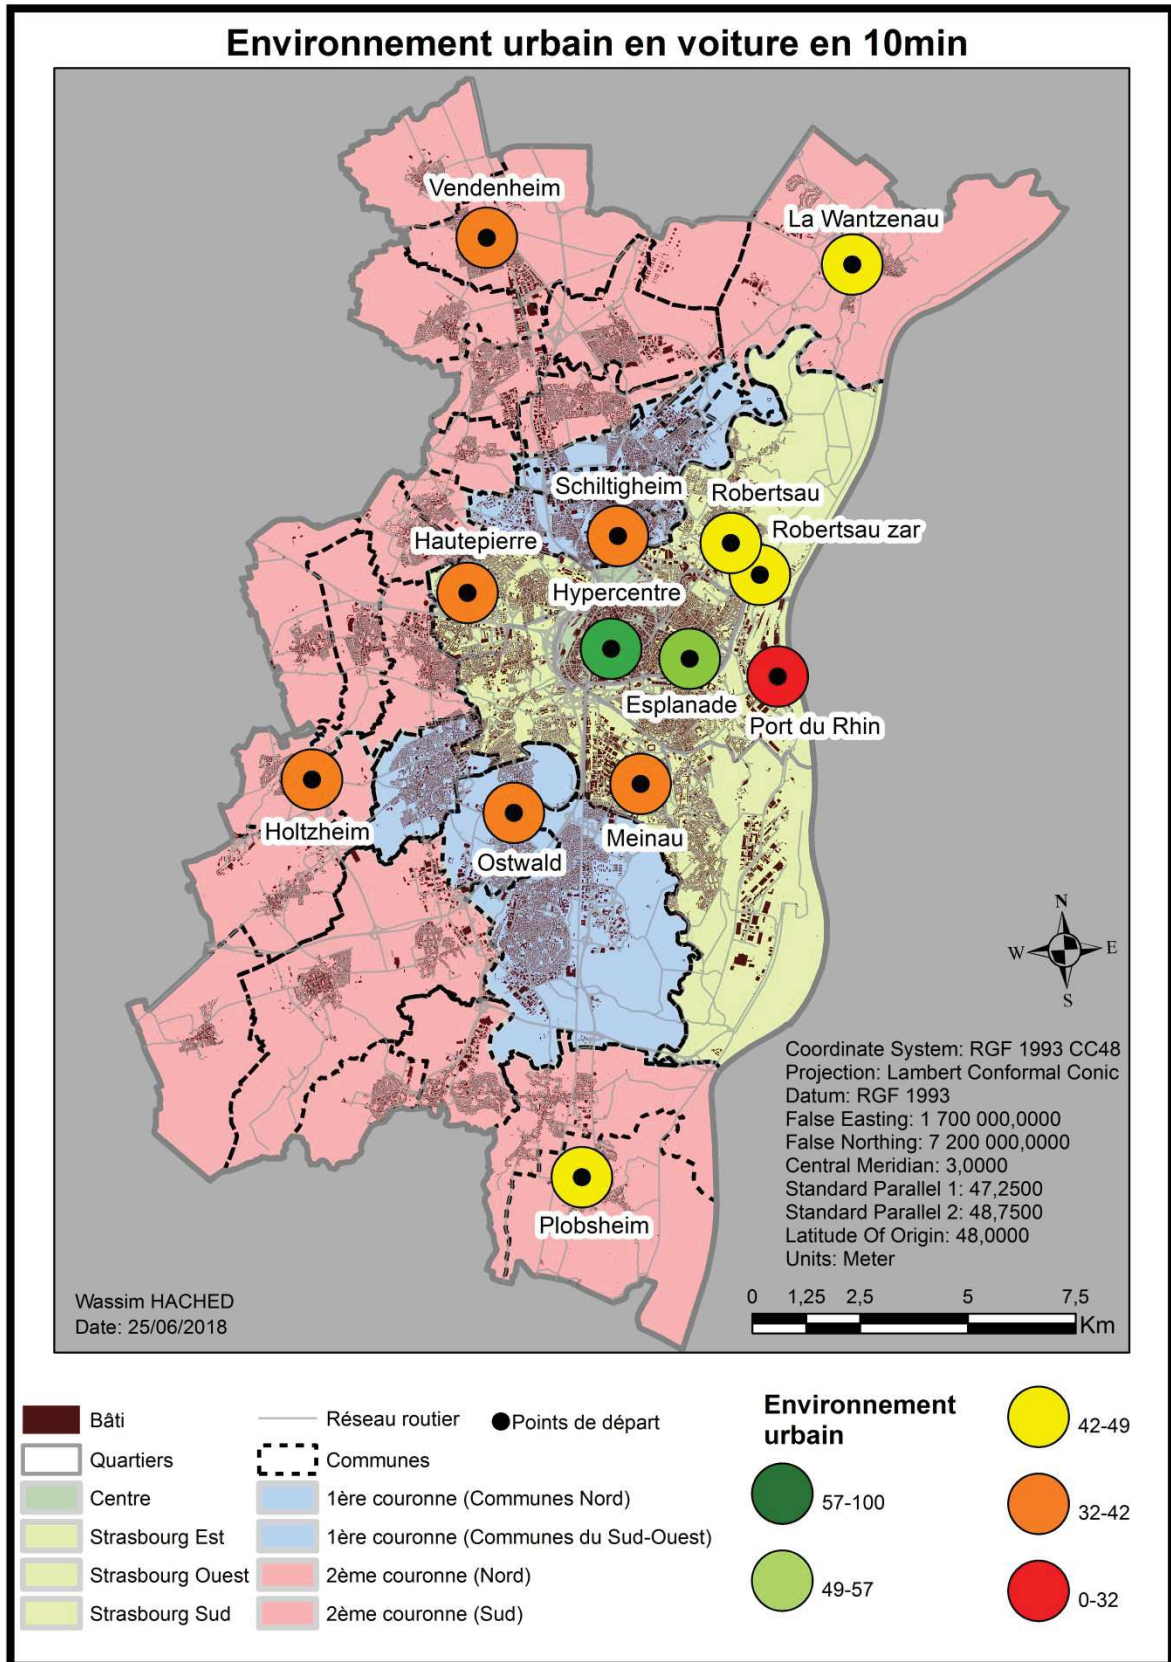 Environnement urbain en voiture en 10min
Vendenheim
La Wantzenau
Schiltigheim
Robertsau
Hautepierre
Robertsau zar
Hypercentre
Esplanade
Port du Rhin
Holtzheim
Ostwald
Meinau
Plobsheim
N
W
E
S
Coordinate System: RGF 1993 CC48
Projection: Lambert Conformal Conic
Datum: RGF 1993
False Easting: 1 700 000,0000
False Northing: 7 200 000,0000
Central Meridian: 3,0000
Standard Parallel 1: 47,2500
Standard Parallel 2: 48,7500
Latitude Of Origin: 48,0000
Units: Meter
Wassim HACHED
Date: 25/06/2018
0 1,25 2,5 5 7,5
Km
Bâti
Quartiers
Centre
Strasbourg Est
Strasbourg Ouest
Strasbourg Sud
Réseau routier
Communes
1ère couronne (Communes Nord)
1ère couronne (Communes du Sud-Ouest)
2ème couronne (Nord)
2ème couronne (Sud)
Points de départ
Environnement
urbain
57-100
49-57
42-49
32-42
0-32